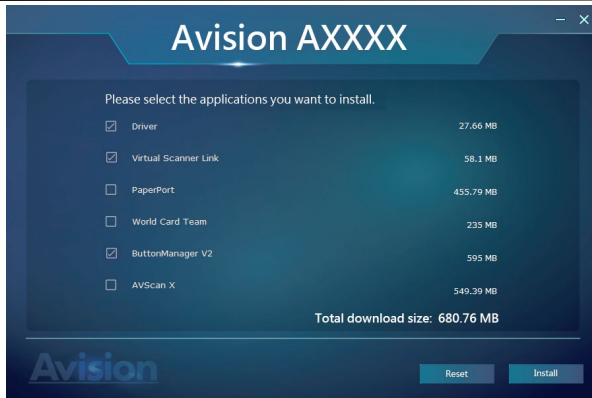 Avision AXXXX
Please select the applications you want to install.
Driver 27.66 MB
Virtual Scanner Link 58.1 MB
PaperPort 455.79 MB
World Card Team 235 MB
ButtonManager V2 595 MB
AVScan X 549.39 MB
Total download size: 680.76 MB
Avision
Reset Install